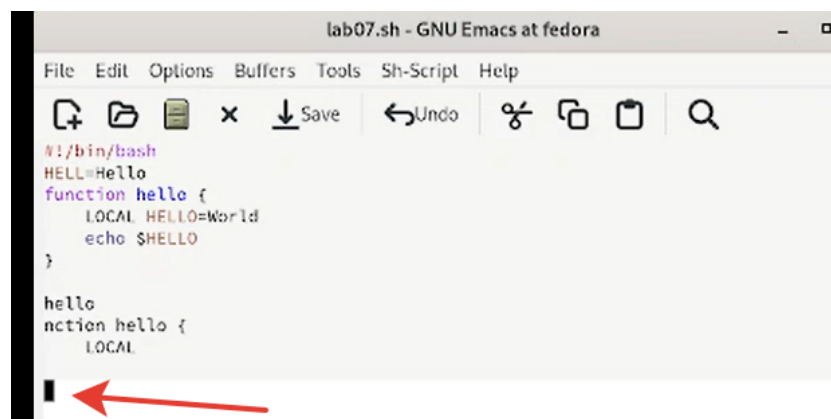 lab07.sh - GNU Emacs at fedora
File Edit Options Buffers Tools Sh-Script Help
Save Undo
#!/bin/bash
HELL=Hello
function hello {
    LOCAL HELLO=World
    echo $HELLO
}
hello
nction hello {
    LOCAL